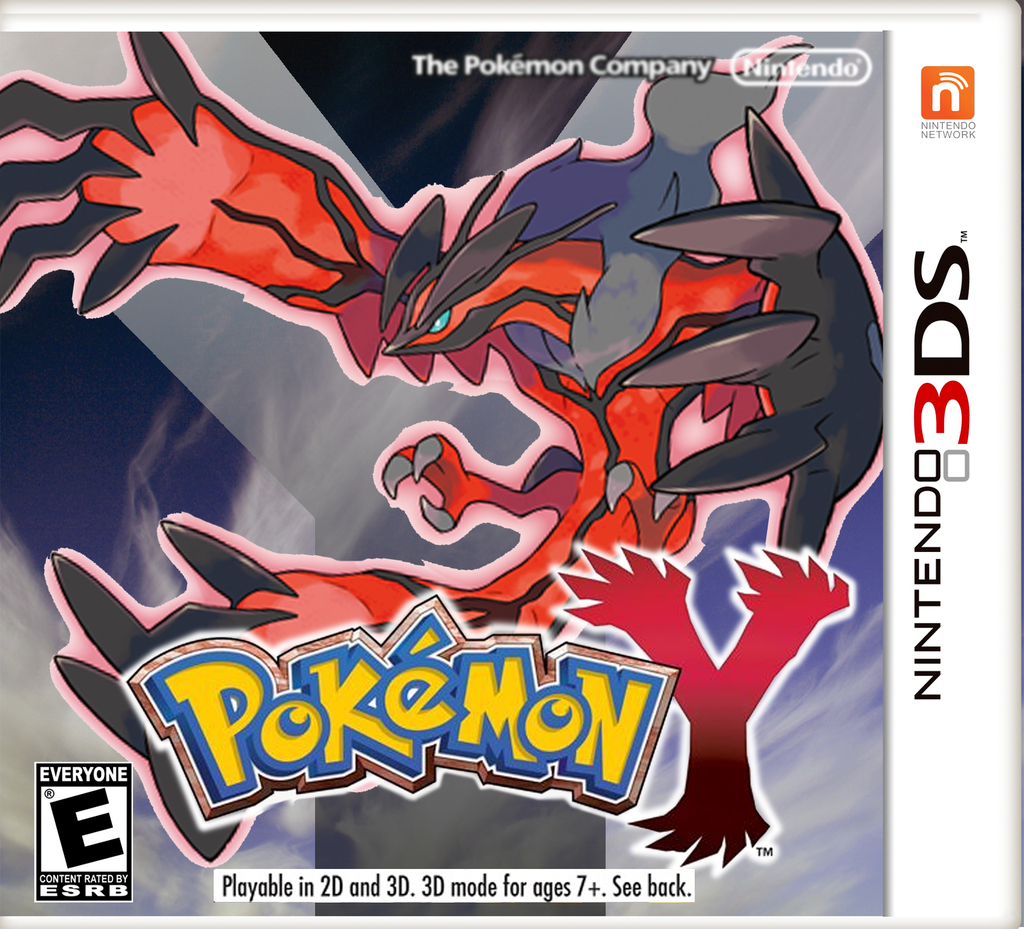 The Pokémon Company Nintendo®
n
NINTENDO
NETWORK
NINTENDO 3DS™
POKéMON Y™
EVERYONE
® E
CONTENT RATED BY
ESRB
Playable in 2D and 3D. 3D mode for ages 7+. See back.